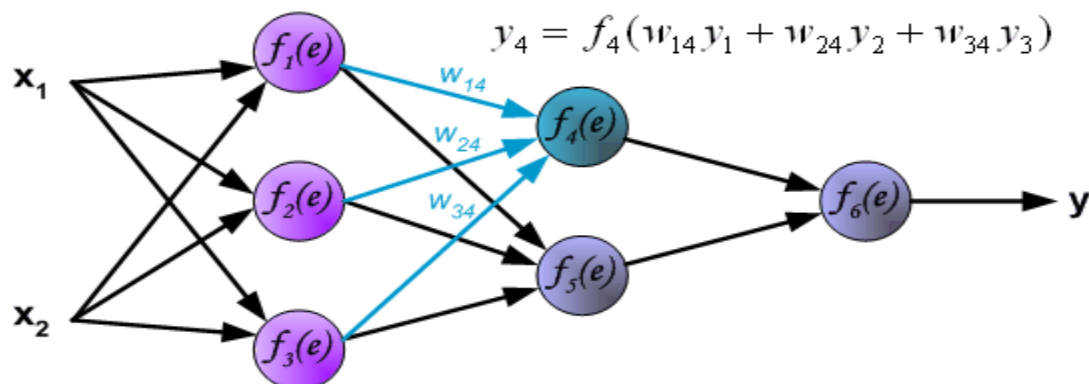 y₄ = f₄(w₁₄y₁ + w₂₄y₂ + w₃₄y₃)
f₁(e)
x₁
w₁₄
f₄(e)
w₂₄
f₂(e)
w₃₄
f₆(e)
y
f₅(e)
x₂
f₃(e)